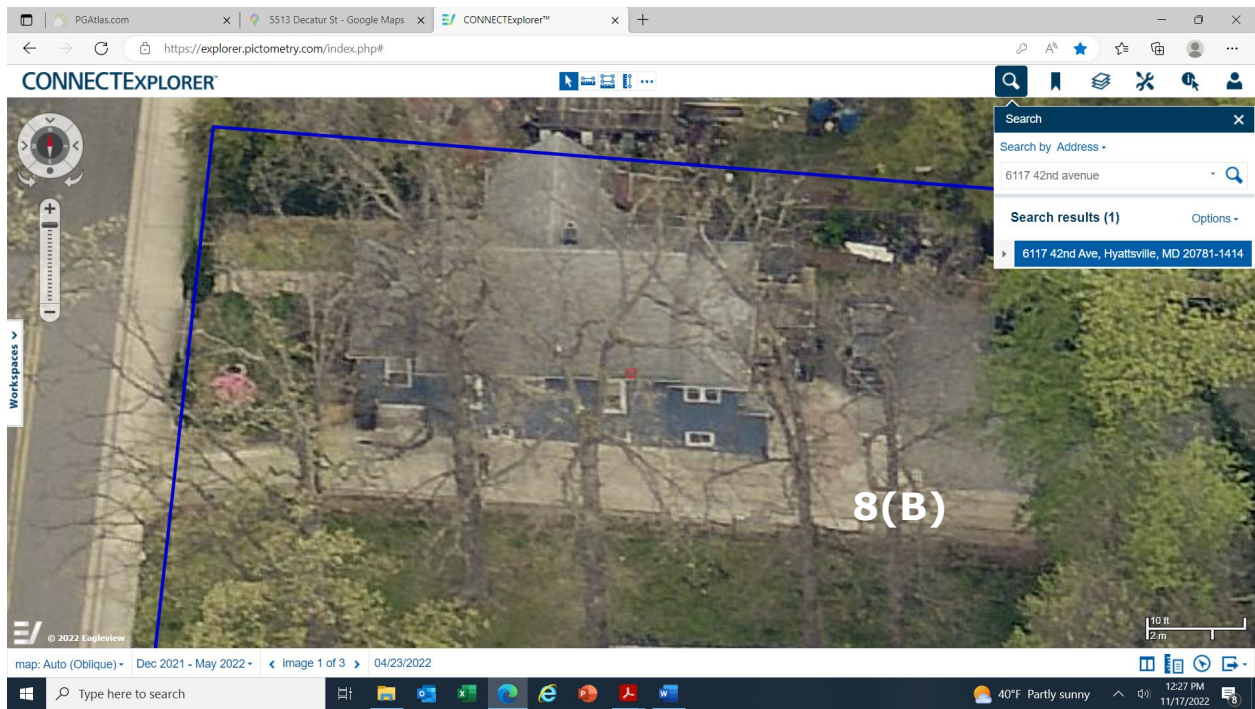 PGAtlas.com
5513 Decatur St - Google Maps
CONNECTExplorer™
https://explorer.pictometry.com/index.php#
CONNECTEXPLORER™
Search
Search by Address
6117 42nd avenue
Search results (1) Options
6117 42nd Ave, Hyattsville, MD 20781-1414
Workspaces
8(B)
10 ft
2 m
© 2022 Eagleview
map: Auto (Oblique) Dec 2021 - May 2022 image 1 of 3 04/23/2022
Type here to search
40°F Partly sunny
12:27 PM
11/17/2022
8